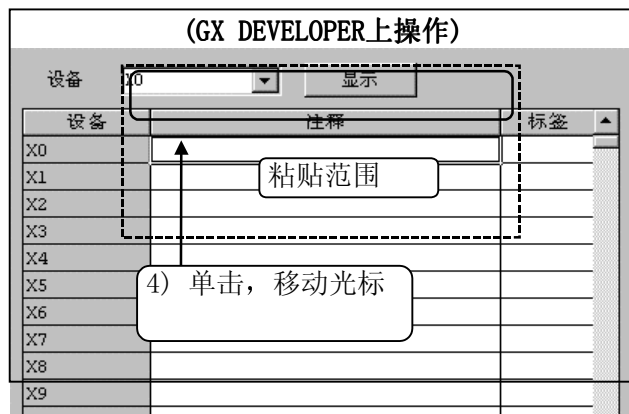 (GX DEVELOPER上操作)
设备 X0 显示
设备 注释 标签
X0
X1
粘贴范围
X2
X3
X4
4) 单击，移动光标
X5
X6
X7
X8
X9